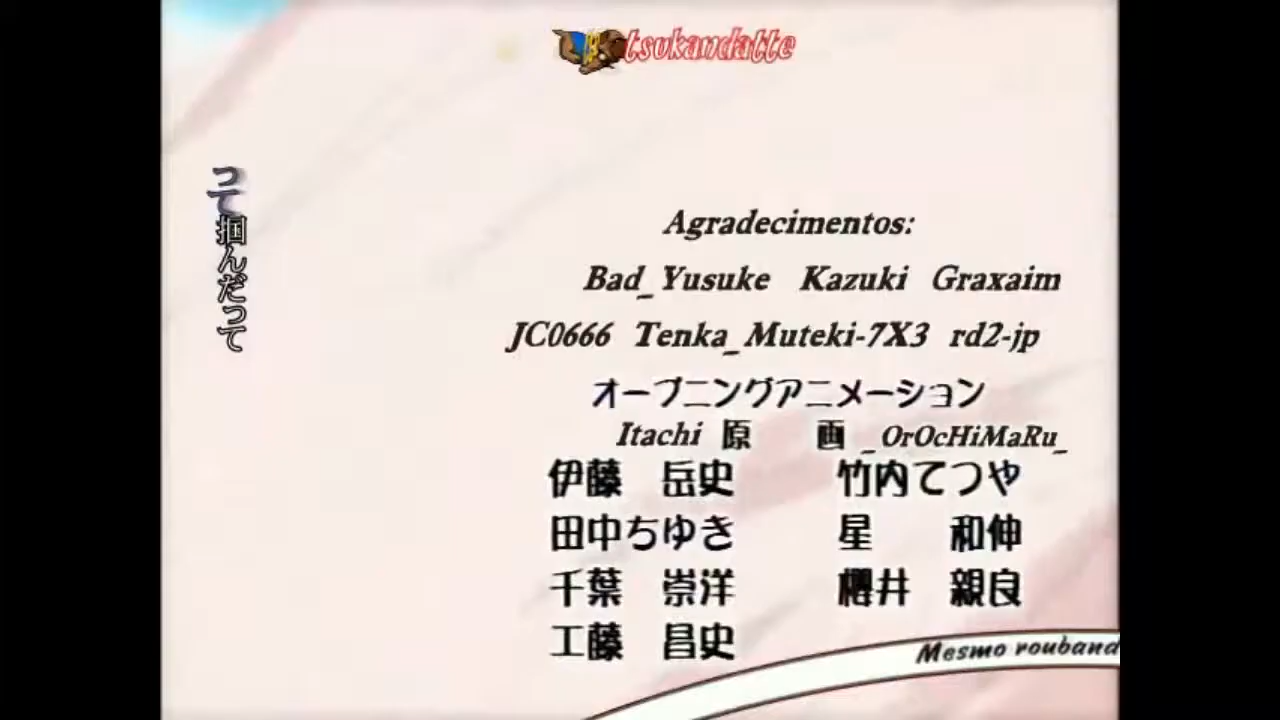 tsukandatte
って掴んだって
Agradecimentos:
Bad_Yusuke Kazuki Graxaim
JC0666 Tenka_Muteki-7X3 rd2-jp
オープニングアニメーション
Itachi 原 画 _OrOcHiMaRu_
伊藤 岳史 竹内てつや
田中ちゆき 星 和伸
千葉 崇洋 櫻井 親良
工藤 昌史
Mesmo rouband